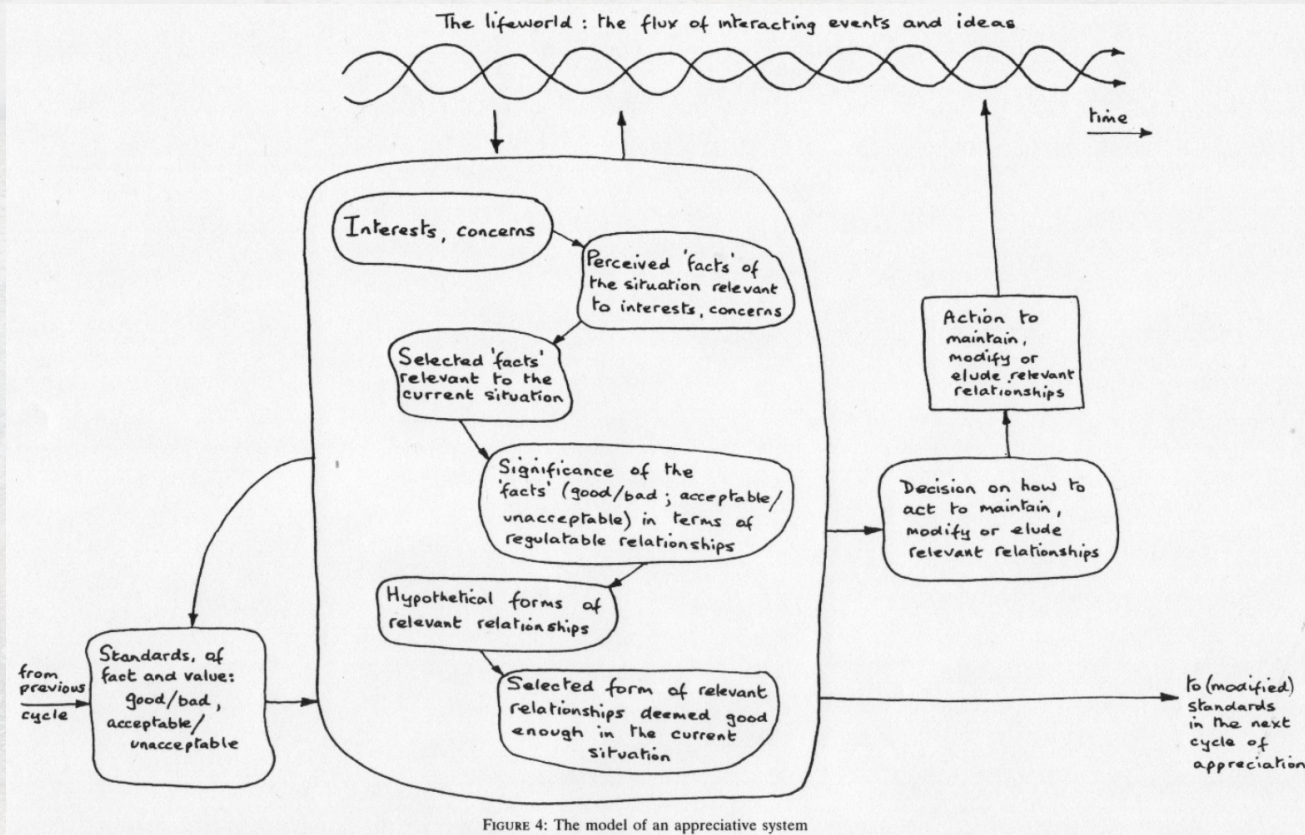 The lifeworld : the flux of interacting events and ideas
time
Interests, concerns
Perceived 'facts' of
the situation relevant
to interests, concerns
Selected 'facts'
relevant to the
current situation
Significance of the
'facts' (good/bad ; acceptable/
unacceptable) in terms of
regulatable relationships
Hypothetical forms of
relevant relationships
Selected form of relevant
relationships deemed good
enough in the current
situation
Action to
maintain,
modify or
elude relevant
relationships
Decision on how to
act to maintain,
modify or elude
relevant relationships
from
previous
cycle
Standards, of
fact and value:
good/bad,
acceptable/
unacceptable
to (modified)
standards
in the next
cycle of
appreciation
FIGURE 4: The model of an appreciative system